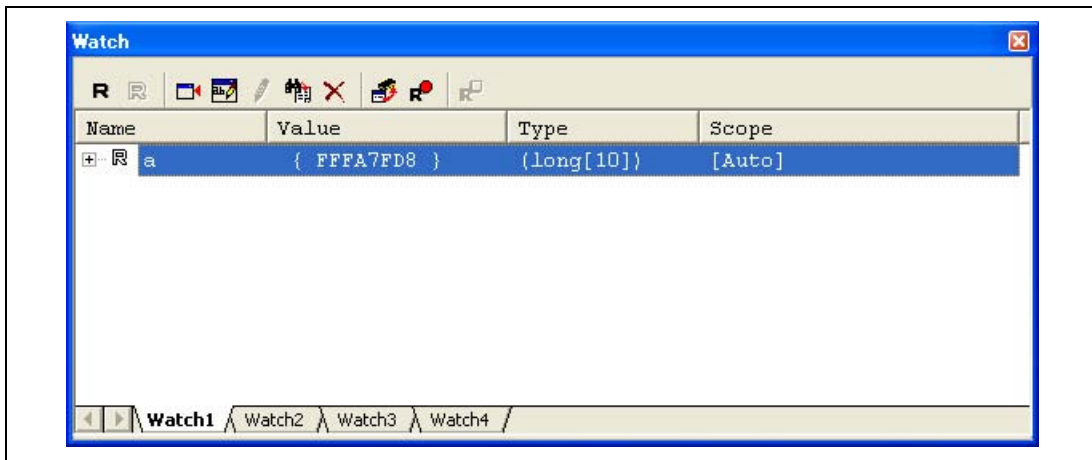 Watch
R R R R
Name Value Type Scope
R a { FFFA7FD8 } (long[10]) [Auto]
Watch1 Watch2 Watch3 Watch4